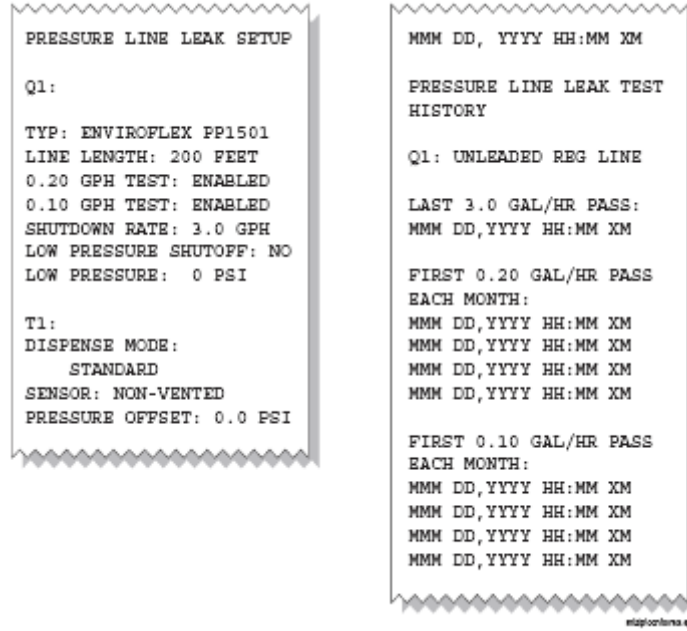 PRESSURE LINE LEAK SETUP
Q1:
TYP: ENVIROFLEX PP1501
LINE LENGTH: 200 FEET
0.20 GPH TEST: ENABLED
0.10 GPH TEST: ENABLED
SHUTDOWN RATE: 3.0 GPH
LOW PRESSURE SHUTOFF: NO
LOW PRESSURE: 0 PSI
T1:
DISPENSE MODE:
STANDARD
SENSOR: NON-VENTED
PRESSURE OFFSET: 0.0 PSI
MMM DD, YYYY HH:MM XM
PRESSURE LINE LEAK TEST
HISTORY
Q1: UNLEADED REG LINE
LAST 3.0 GAL/HR PASS:
MMM DD,YYYY HH:MM XM
FIRST 0.20 GAL/HR PASS
EACH MONTH:
MMM DD,YYYY HH:MM XM
MMM DD,YYYY HH:MM XM
MMM DD,YYYY HH:MM XM
MMM DD,YYYY HH:MM XM
FIRST 0.10 GAL/HR PASS
EACH MONTH:
MMM DD,YYYY HH:MM XM
MMM DD,YYYY HH:MM XM
MMM DD,YYYY HH:MM XM
MMM DD,YYYY HH:MM XM